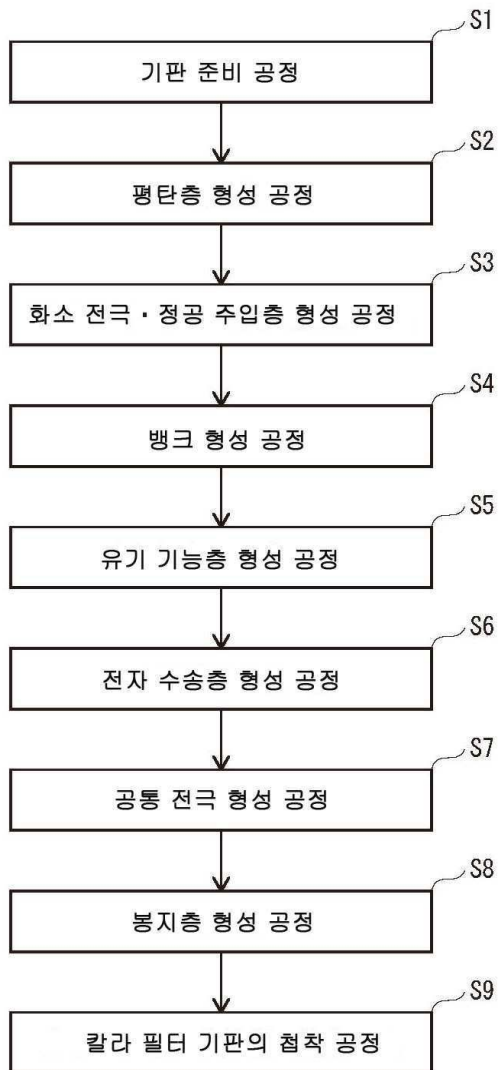 S1
기판 준비 공정
S2
평탄층 형성 공정
S3
화소 전극·정공 주입층 형성 공정
S4
뱅크 형성 공정
S5
유기 기능층 형성 공정
S6
전자 수송층 형성 공정
S7
공통 전극 형성 공정
S8
봉지층 형성 공정
S9
칼라 필터 기판의 첩착 공정